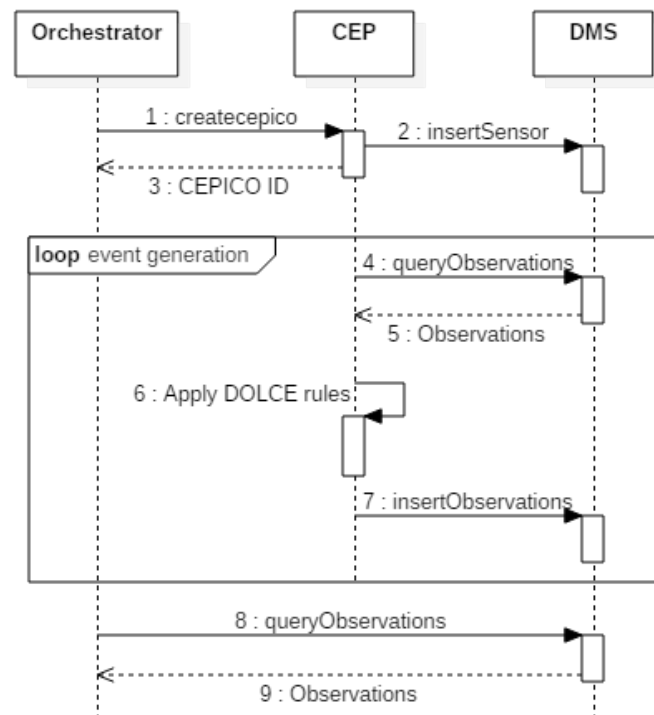 Orchestrator
CEP
DMS
1 : createcepico
2 : insertSensor
3 : CEPICO ID
loop event generation
4 : queryObservations
5 : Observations
6 : Apply DOLCE rules
7 : insertObservations
8 : queryObservations
9 : Observations